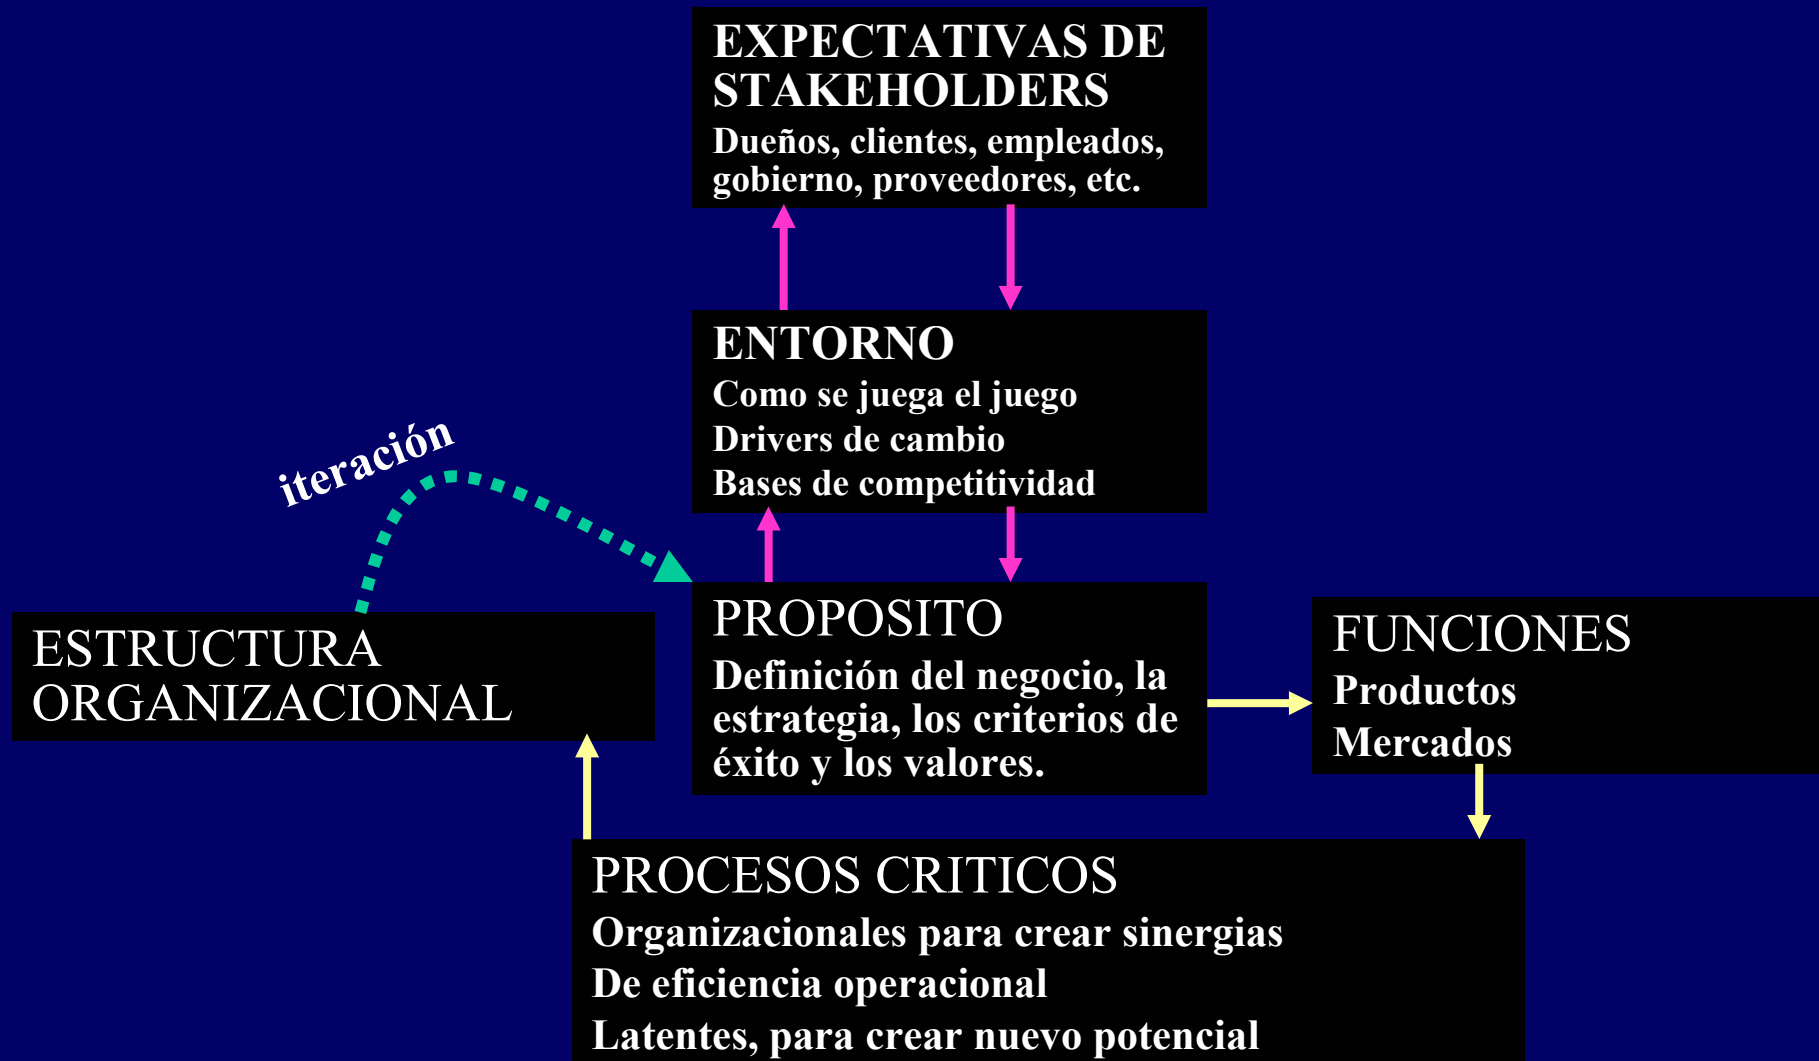 EXPECTATIVAS DE
STAKEHOLDERS
Dueños, clientes, empleados,
gobierno, proveedores, etc.
ENTORNO
Como se juega el juego
Drivers de cambio
Bases de competitividad
iteración
ESTRUCTURA
ORGANIZACIONAL
PROPOSITO
Definición del negocio, la
estrategia, los criterios de
éxito y los valores.
FUNCIONES
Productos
Mercados
PROCESOS CRITICOS
Organizacionales para crear sinergias
De eficiencia operacional
Latentes, para crear nuevo potencial